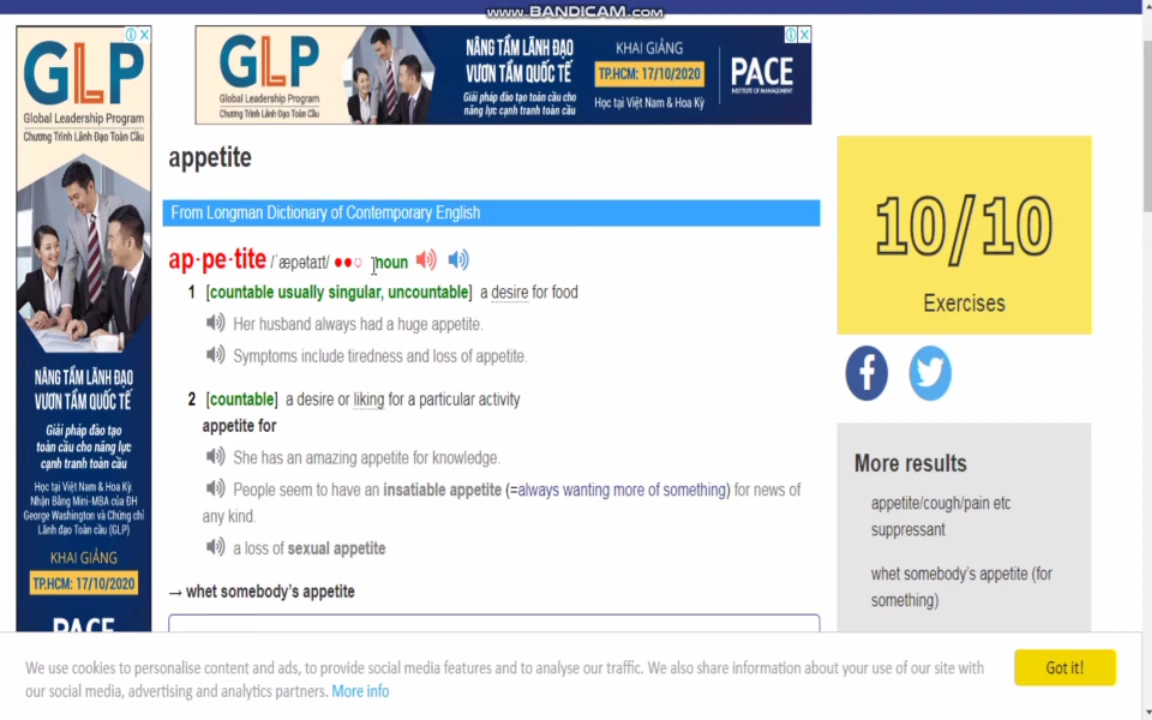 www.BANDICAM.com
GLP
Global Leadership Program
Chương Trình Lãnh Đạo Toàn Cầu
NÂNG TẦM LÃNH ĐẠO
VƯƠN TẦM QUỐC TẾ
Giải pháp đào tạo
toàn cầu cho năng lực
cạnh tranh toàn cầu
Học tại Việt Nam & Hoa Kỳ.
Nhận Bằng Mini-MBA của ĐH
George Washington và Chứng chỉ
Lãnh đạo Toàn cầu (GLP)
KHAI GIẢNG
TP.HCM: 17/10/2020
PACE
GLP
Global Leadership Program
Chương Trình Lãnh Đạo Toàn Cầu
NÂNG TẦM LÃNH ĐẠO
VƯƠN TẦM QUỐC TẾ
Giải pháp đào tạo toàn cầu cho
năng lực cạnh tranh toàn cầu
KHAI GIẢNG
TP.HCM: 17/10/2020
Học tại Việt Nam & Hoa Kỳ
PACE
INSTITUTE OF MANAGEMENT
appetite
From Longman Dictionary of Contemporary English
ap‧pe‧tite /ˈæpətaɪt/ ●●○ noun
1 [countable usually singular, uncountable] a desire for food
Her husband always had a huge appetite.
Symptoms include tiredness and loss of appetite.
2 [countable] a desire or liking for a particular activity
appetite for
She has an amazing appetite for knowledge.
People seem to have an insatiable appetite (=always wanting more of something) for news of
any kind.
a loss of sexual appetite
→ whet somebody's appetite
10/10
Exercises
More results
appetite/cough/pain etc
suppressant
whet somebody's appetite (for
something)
We use cookies to personalise content and ads, to provide social media features and to analyse our traffic. We also share information about your use of our site with
our social media, advertising and analytics partners. More info
Got it!